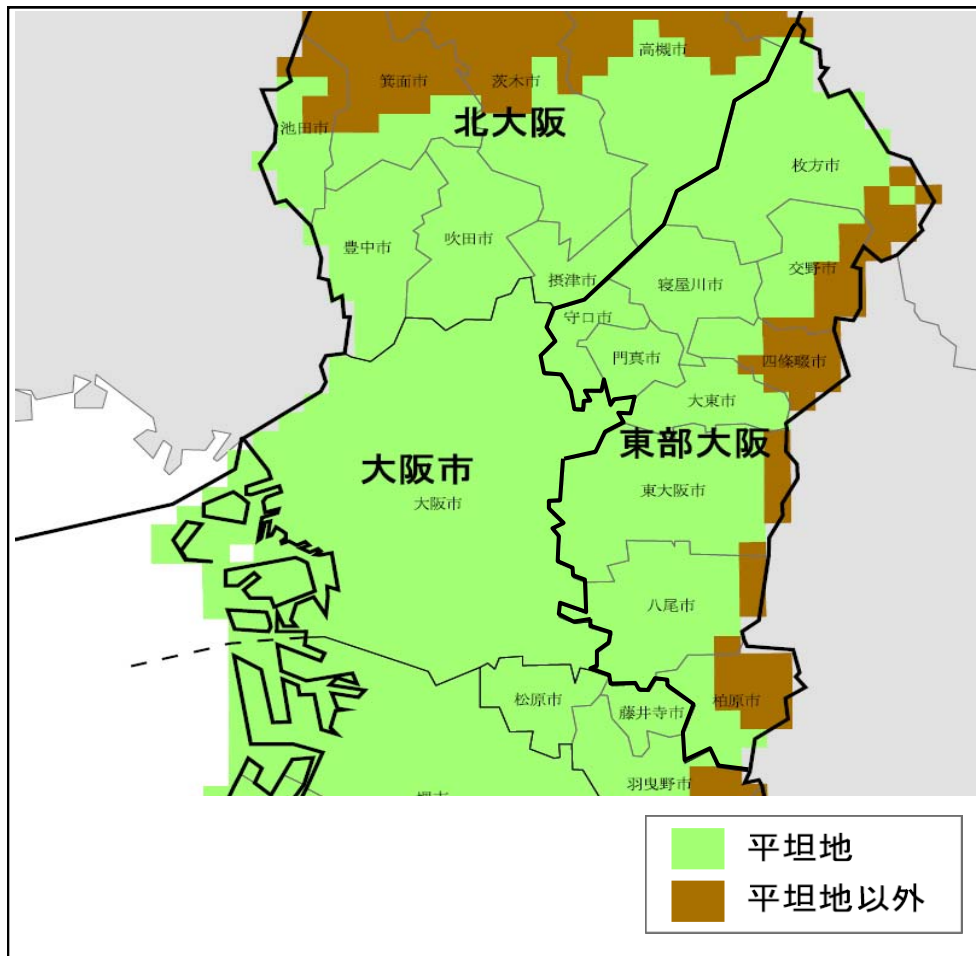 高槻市
箕面市
茨木市
北大阪
池田市
枚方市
豊中市
吹田市
摂津市
寝屋川市
交野市
守口市
門真市
四條畷市
大東市
東部大阪
大阪市
大阪市
東大阪市
八尾市
松原市
藤井寺市
柏原市
羽曳野市
平坦地
平坦地以外